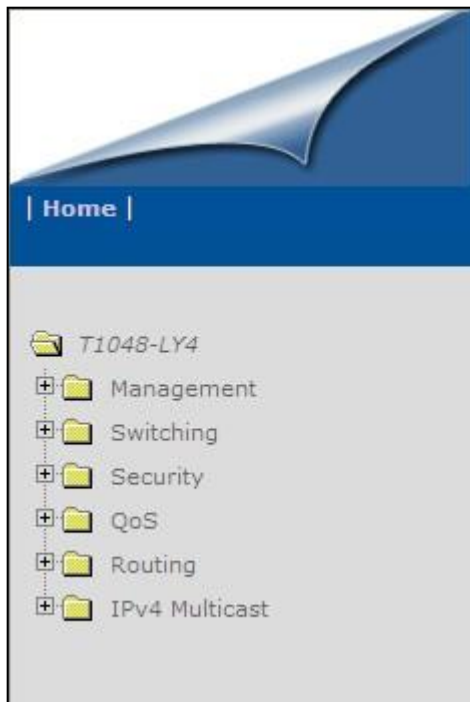 | Home |
T1048-LY4
Management
Switching
Security
QoS
Routing
IPv4 Multicast